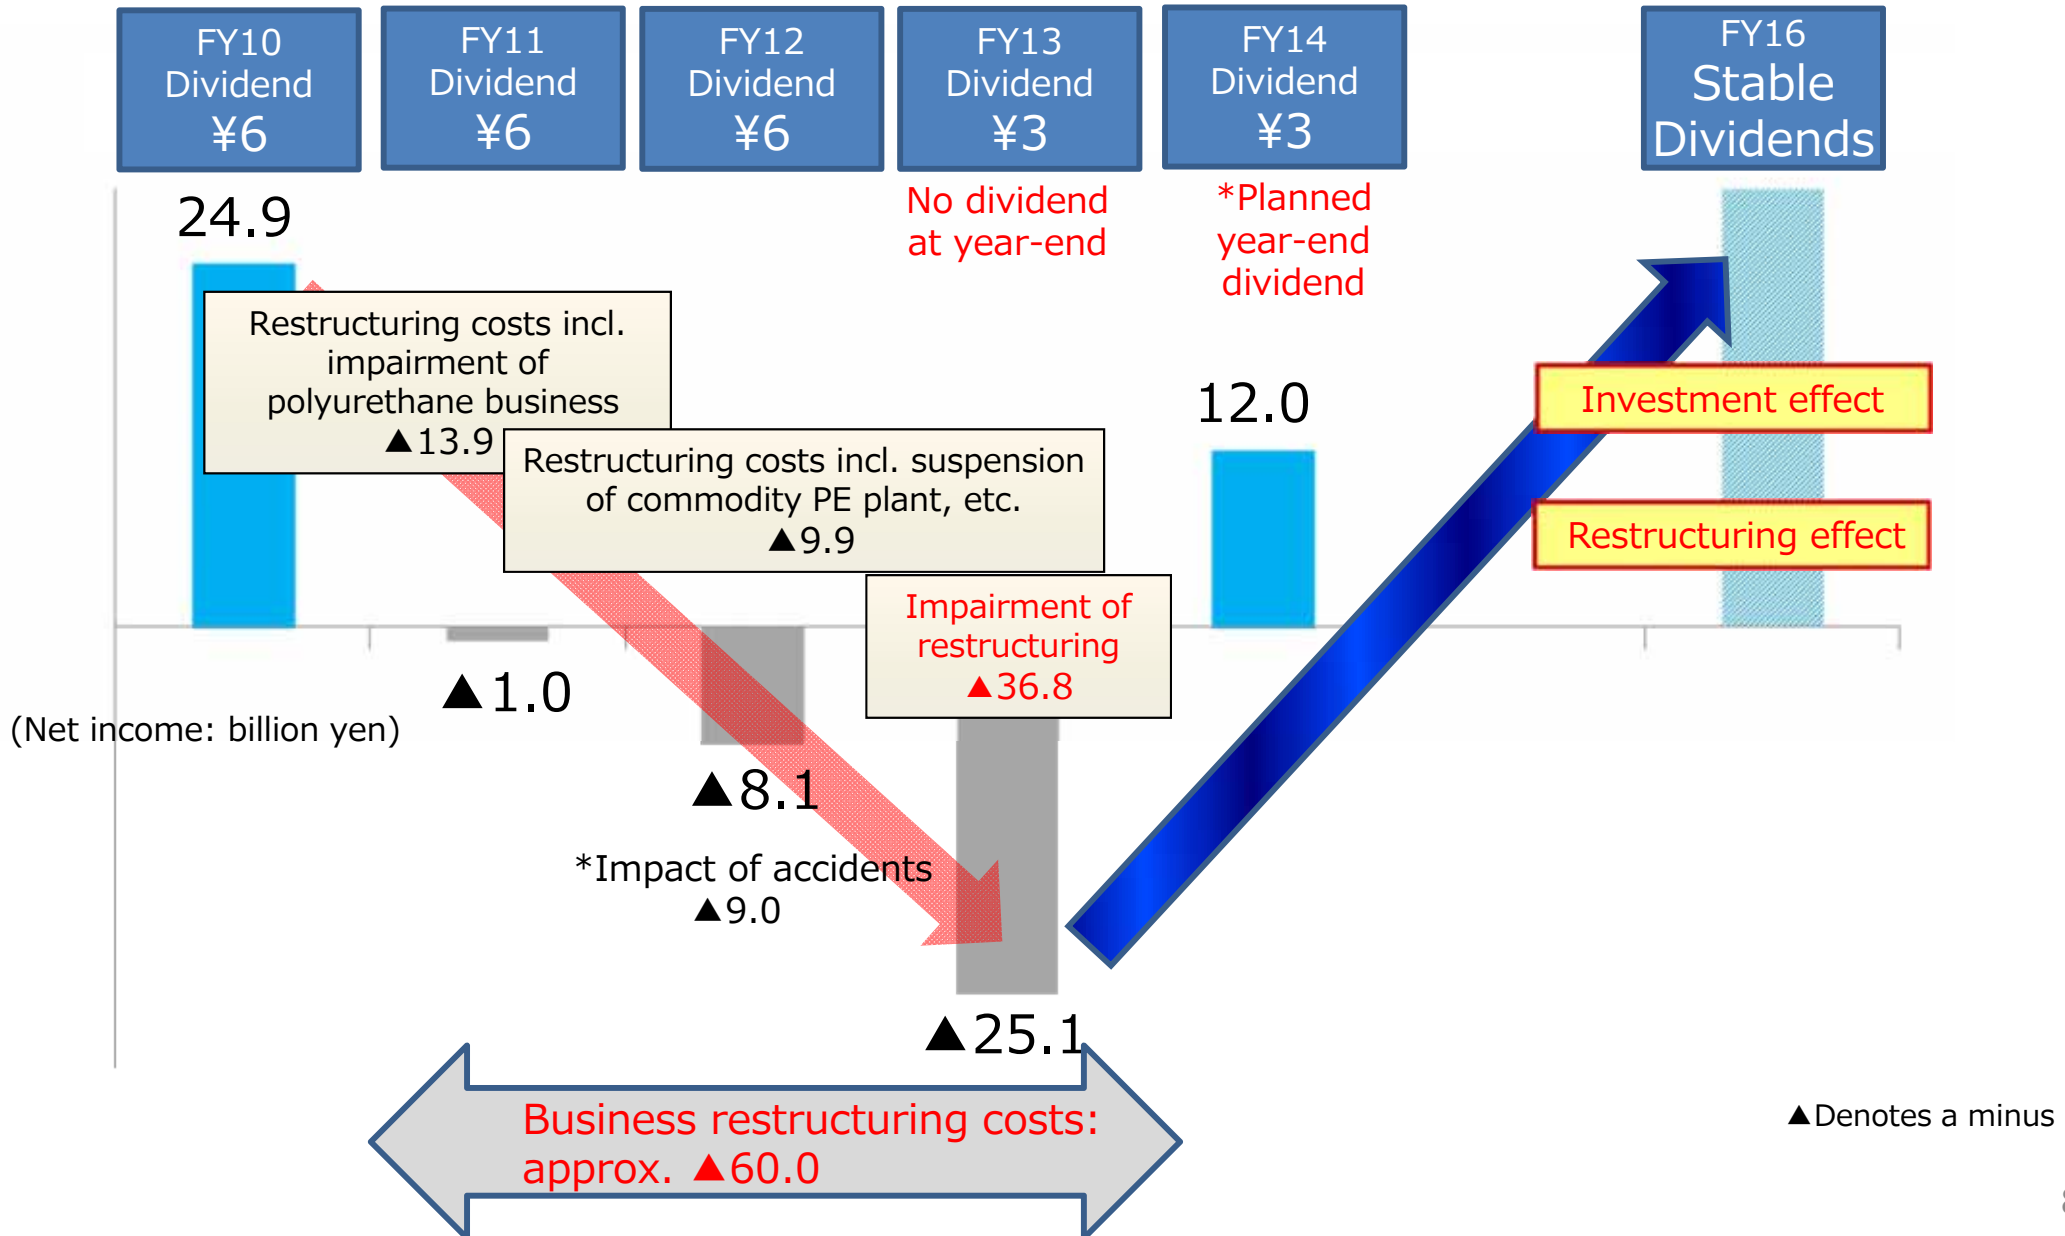 FY10
Dividend
¥6
FY11
Dividend
¥6
FY12
Dividend
¥6
FY13
Dividend
¥3
FY14
Dividend
¥3
FY16
Stable
Dividends
No dividend
at year-end
*Planned
year-end
dividend
24.9
Restructuring costs incl.
impairment of
polyurethane business
▲13.9
Restructuring costs incl. suspension
of commodity PE plant, etc.
▲9.9
Impairment of
restructuring
▲36.8
12.0
Investment effect
Restructuring effect
▲1.0
(Net income: billion yen)
▲8.1
*Impact of accidents
▲9.0
▲25.1
Business restructuring costs:
approx. ▲60.0
▲Denotes a minus